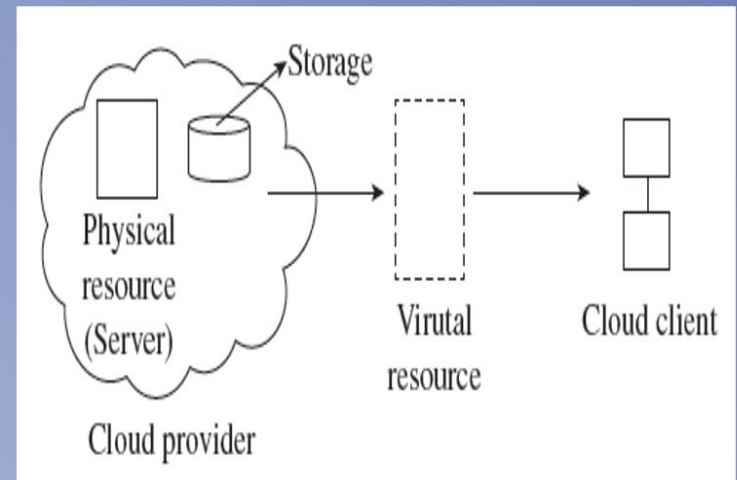 Storage
Physical
resource
(Server)
Cloud provider
Virutal
resource
Cloud client